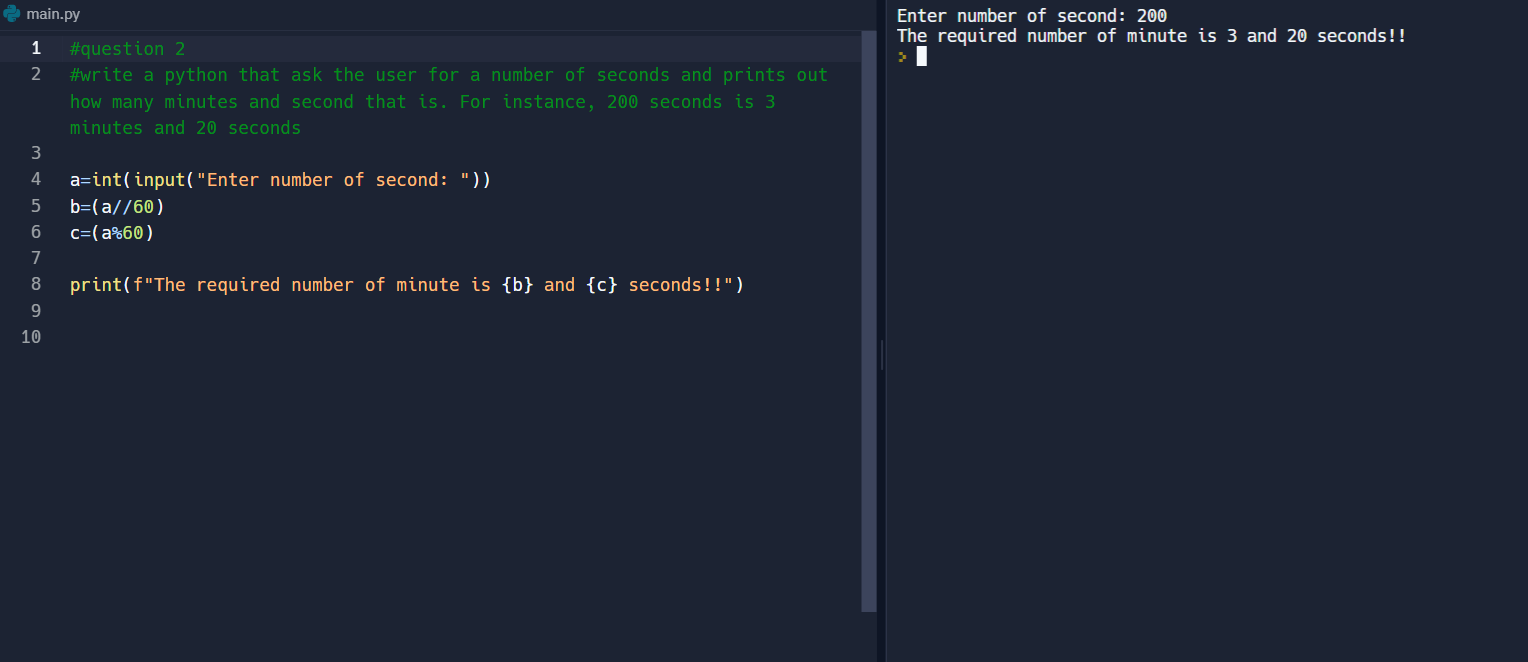 main.py
1 #question 2
2 #write a python that ask the user for a number of seconds and prints out
how many minutes and second that is. For instance, 200 seconds is 3
minutes and 20 seconds
3
4 a=int(input("Enter number of second: "))
5 b=(a//60)
6 c=(a%60)
7
8 print(f"The required number of minute is {b} and {c} seconds!!")
9
10
Enter number of second: 200
The required number of minute is 3 and 20 seconds!!
>